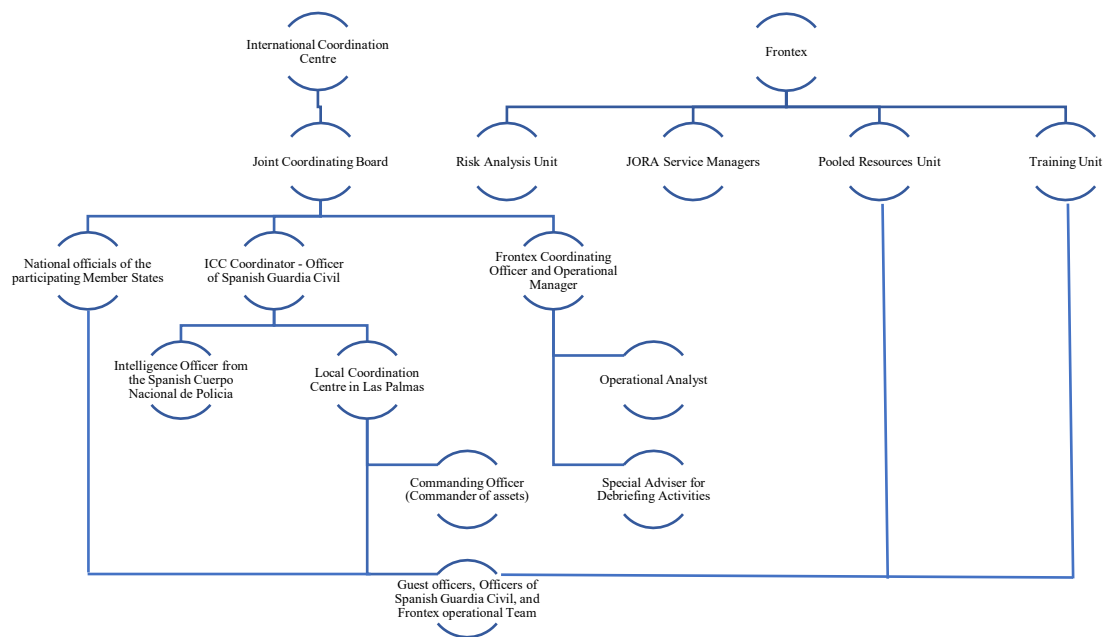 International Coordination
Centre
Frontex
Joint Coordinating Board
Risk Analysis Unit
JORA Service Managers
Pooled Resources Unit
Training Unit
National officials of the
participating Member States
ICC Coordinator - Officer
of Spanish Guardia Civil
Frontex Coordinating
Officer and Operational
Manager
Intelligence Officer from
the Spanish Cuerpo
Nacional de Policia
Local Coordination
Centre in Las Palmas
Operational Analyst
Commanding Officer
(Commander of assets)
Special Adviser for
Debriefing Activities
Guest officers, Officers of
Spanish Guardia Civil, and
Frontex operational Team